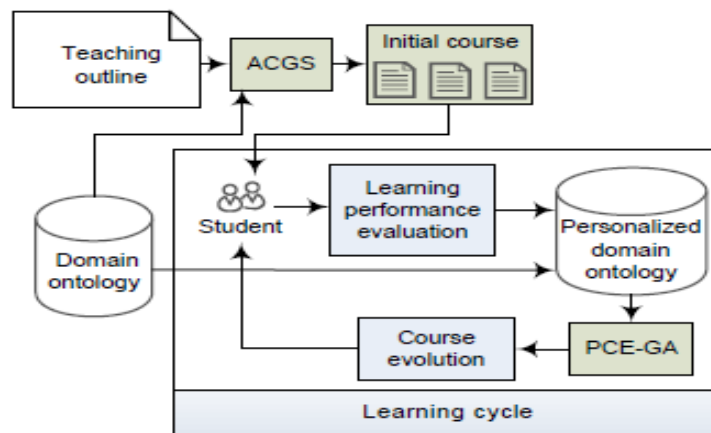 Teaching
outline
ACGS
Initial course
Student
Learning
performance
evaluation
Personalized
domain
ontology
Domain
ontology
Course
evolution
PCE-GA
Learning cycle